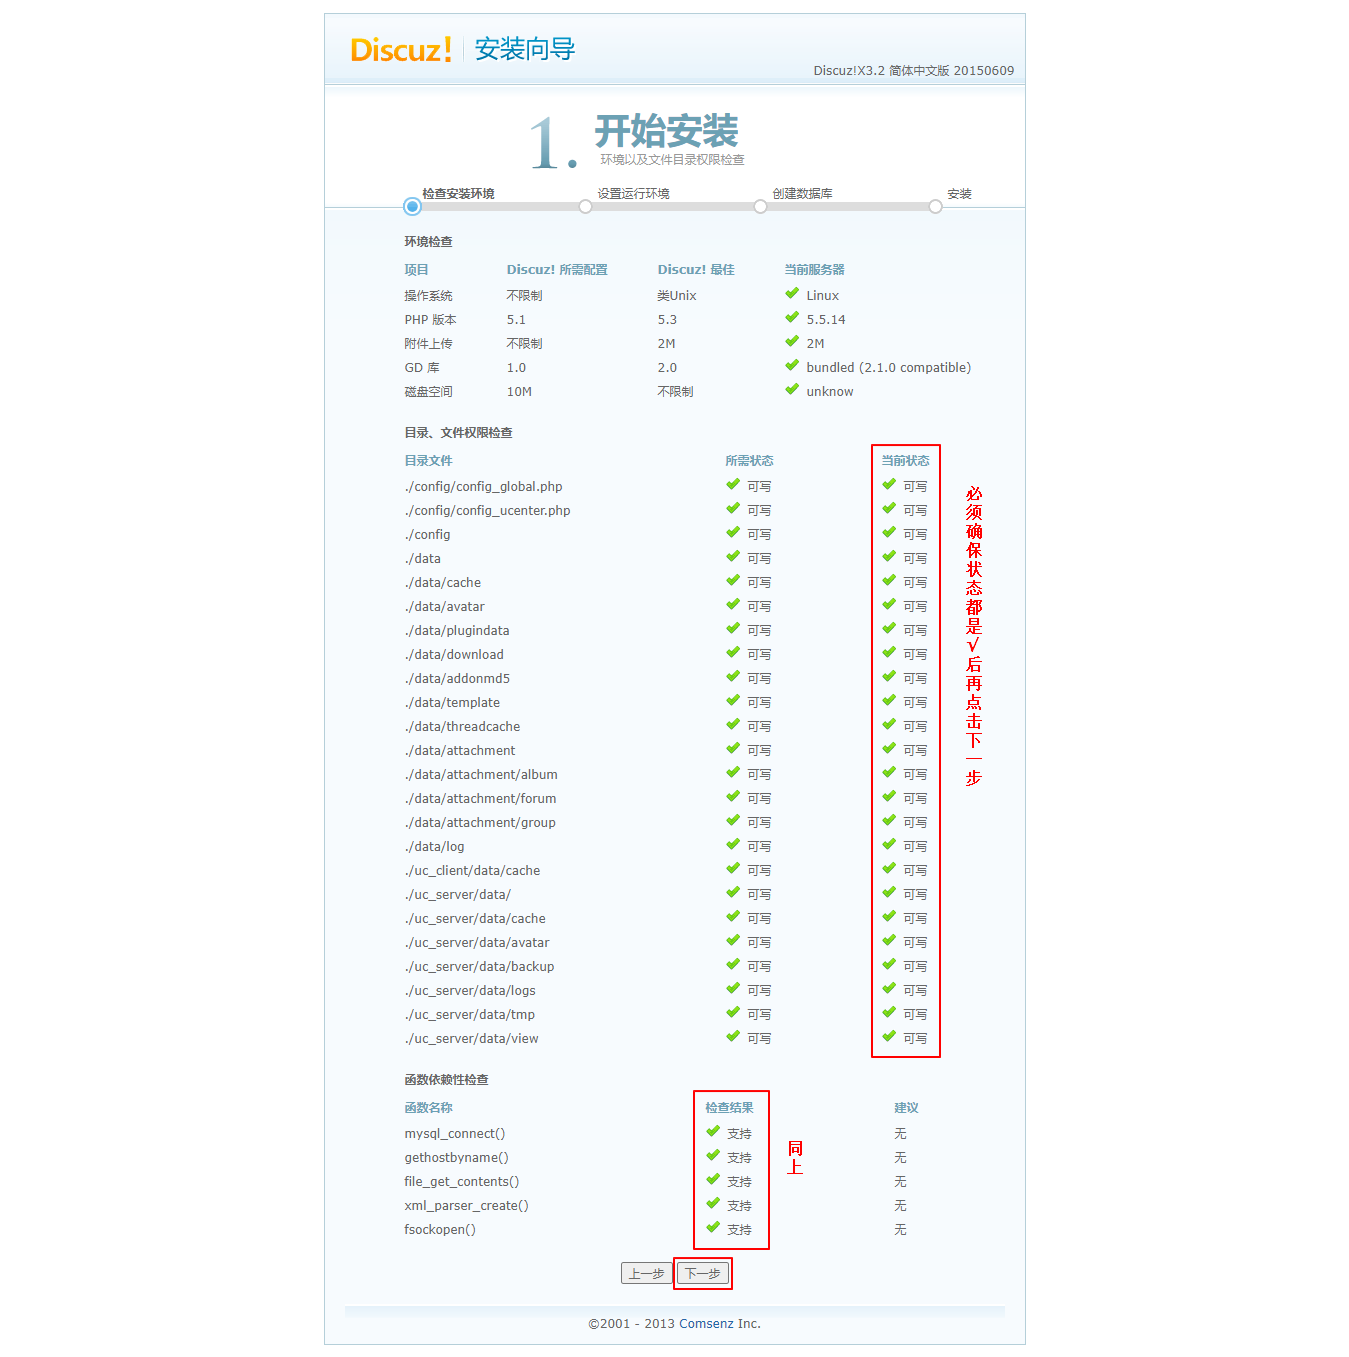 Discuz! 安装向导
Discuz!X3.2 简体中文版 20150609
1. 开始安装
环境以及文件目录权限检查
检查安装环境 设置运行环境 创建数据库 安装
环境检查
项目 Discuz! 所需配置 Discuz! 最佳 当前服务器
操作系统 不限制 类Unix Linux
PHP 版本 5.1 5.3 5.5.14
附件上传 不限制 2M 2M
GD 库 1.0 2.0 bundled (2.1.0 compatible)
磁盘空间 10M 不限制 unknow
目录、文件权限检查
目录文件 所需状态 当前状态
./config/config_global.php 可写 可写
./config/config_ucenter.php 可写 可写
./config 可写 可写
./data 可写 可写
./data/cache 可写 可写
./data/avatar 可写 可写
./data/plugindata 可写 可写
./data/download 可写 可写
./data/addonmd5 可写 可写
./data/template 可写 可写
./data/threadcache 可写 可写
./data/attachment 可写 可写
./data/attachment/album 可写 可写
./data/attachment/forum 可写 可写
./data/attachment/group 可写 可写
./data/log 可写 可写
./uc_client/data/cache 可写 可写
./uc_server/data/ 可写 可写
./uc_server/data/cache 可写 可写
./uc_server/data/avatar 可写 可写
./uc_server/data/backup 可写 可写
./uc_server/data/logs 可写 可写
./uc_server/data/tmp 可写 可写
./uc_server/data/view 可写 可写
必须确保状态都是√后再点击下一步
函数依赖性检查
函数名称 检查结果 建议
mysql_connect() 支持 无
gethostbyname() 支持 无
file_get_contents() 支持 无
xml_parser_create() 支持 无
fsockopen() 支持 无
同上
上一步 下一步
©2001 - 2013 Comsenz Inc.